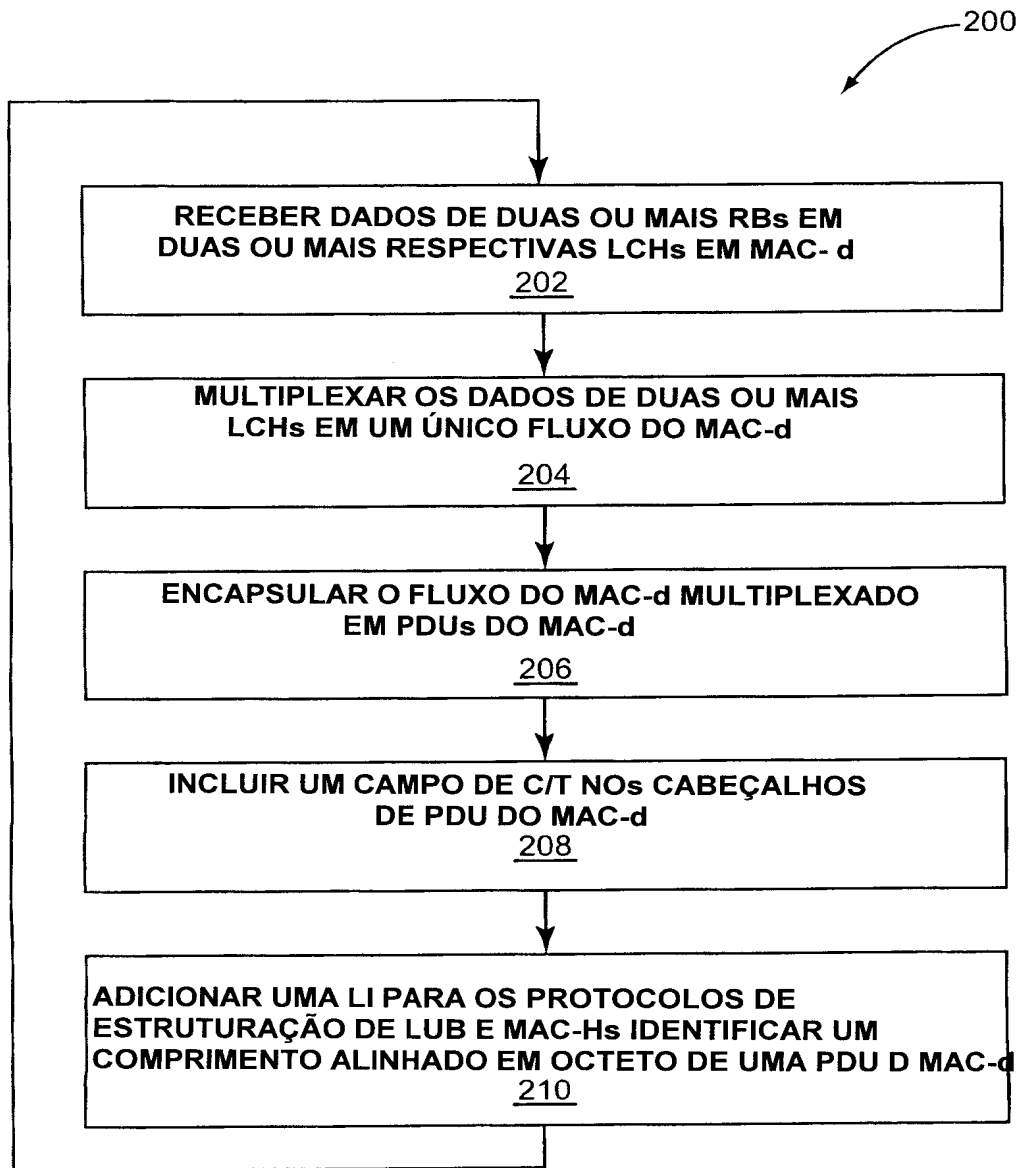 200
RECEBER DADOS DE DUAS OU MAIS RBs EM
DUAS OU MAIS RESPECTIVAS LCHs EM MAC- d
202
MULTIPLEXAR OS DADOS DE DUAS OU MAIS
LCHs EM UM ÚNICO FLUXO DO MAC-d
204
ENCAPSULAR O FLUXO DO MAC-d MULTIPLEXADO
EM PDUs DO MAC-d
206
INCLUIR UM CAMPO DE C/T NOs CABEÇALHOS
DE PDU DO MAC-d
208
ADICIONAR UMA LI PARA OS PROTOCOLOS DE
ESTRUTURAÇÃO DE LUB E MAC-Hs IDENTIFICAR UM
COMPRIMENTO ALINHADO EM OCTETO DE UMA PDU D MAC-d
210